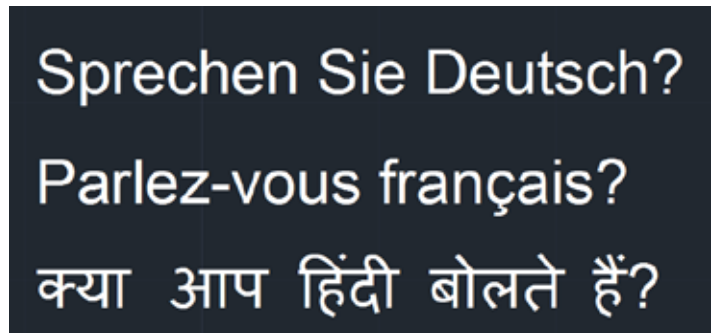 Sprechen Sie Deutsch?
Parlez-vous français?
क्या आप हिंदी बोलते हैं?